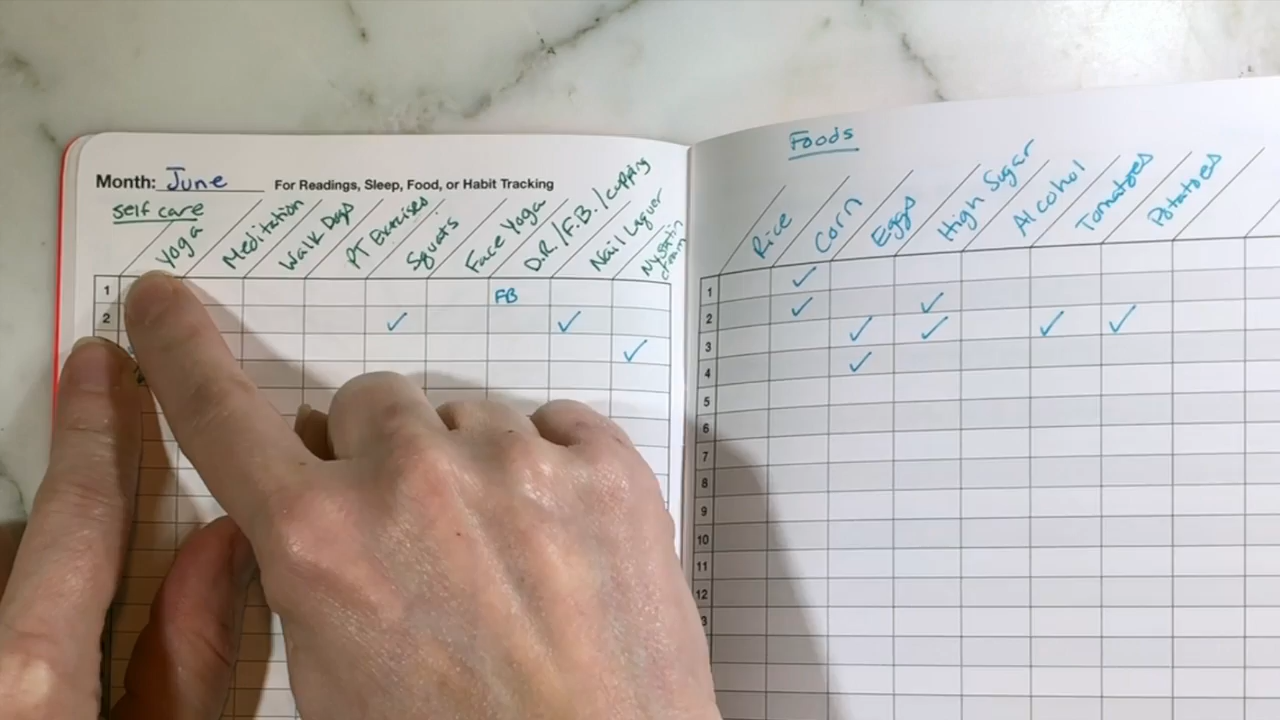 Month: June For Readings, Sleep, Food, or Habit Tracking
self care
Yoga
Meditation
Walk Dogs
PT Exercises
Squats
Face Yoga
D.R./F.B./cupping
Nail Laquer
Nystatin cream
1 FB
2 ✓ ✓
✓
Foods
Rice
Corn
Eggs
High Sugar
Alcohol
Tomatoes
Potatoes
1 ✓
2 ✓ ✓
3 ✓ ✓ ✓ ✓
4 ✓
5
6
7
8
9
10
11
12
3